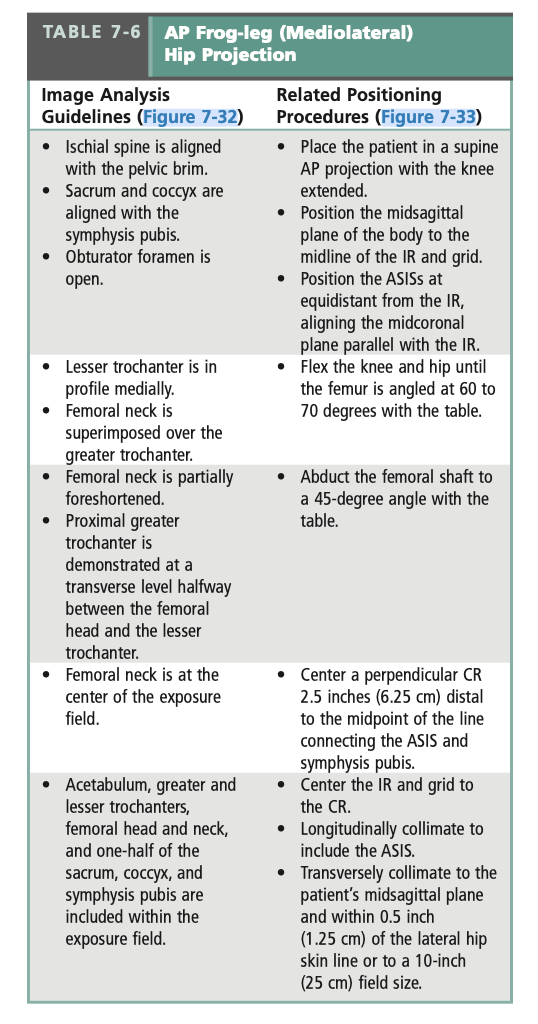 TABLE 7-6
AP Frog-leg (Mediolateral)
Hip Projection
Image Analysis
Guidelines (Figure 7-32)
Related Positioning
Procedures (Figure 7-33)
• Ischial spine is aligned
with the pelvic brim.
• Sacrum and coccyx are
aligned with the
symphysis pubis.
• Obturator foramen is
open.
• Place the patient in a supine
AP projection with the knee
extended.
• Position the midsagittal
plane of the body to the
midline of the IR and grid.
• Position the ASISs at
equidistant from the IR,
aligning the midcoronal
plane parallel with the IR.
• Lesser trochanter is in
profile medially.
• Femoral neck is
superimposed over the
greater trochanter.
• Flex the knee and hip until
the femur is angled at 60 to
70 degrees with the table.
• Femoral neck is partially
foreshortened.
• Proximal greater
trochanter is
demonstrated at a
transverse level halfway
between the femoral
head and the lesser
trochanter.
• Abduct the femoral shaft to
a 45-degree angle with the
table.
• Femoral neck is at the
center of the exposure
field.
• Center a perpendicular CR
2.5 inches (6.25 cm) distal
to the midpoint of the line
connecting the ASIS and
symphysis pubis.
• Acetabulum, greater and
lesser trochanters,
femoral head and neck,
and one-half of the
sacrum, coccyx, and
symphysis pubis are
included within the
exposure field.
• Center the IR and grid to
the CR.
• Longitudinally collimate to
include the ASIS.
• Transversely collimate to the
patient's midsagittal plane
and within 0.5 inch
(1.25 cm) of the lateral hip
skin line or to a 10-inch
(25 cm) field size.